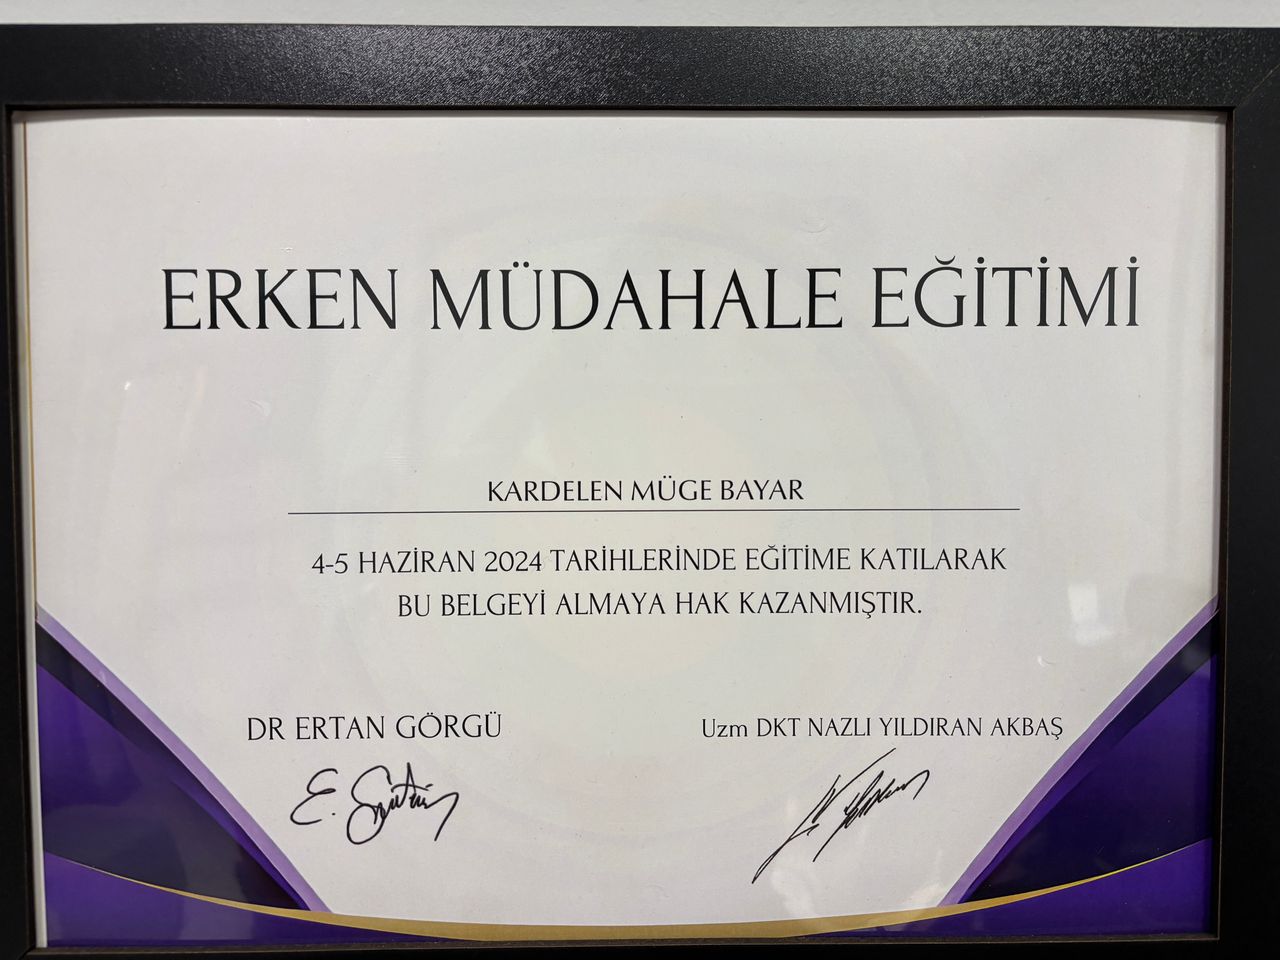 ERKEN MÜDAHALE EĞİTİMİ
KARDELEN MÜGE BAYAR
4-5 HAZİRAN 2024 TARİHLERİNDE EĞİTİME KATILARAK
BU BELGEYİ ALMAYA HAK KAZANMIŞTIR.
DR ERTAN GÖRGÜ
Uzm DKT NAZLI YILDIRAN AKBAŞ